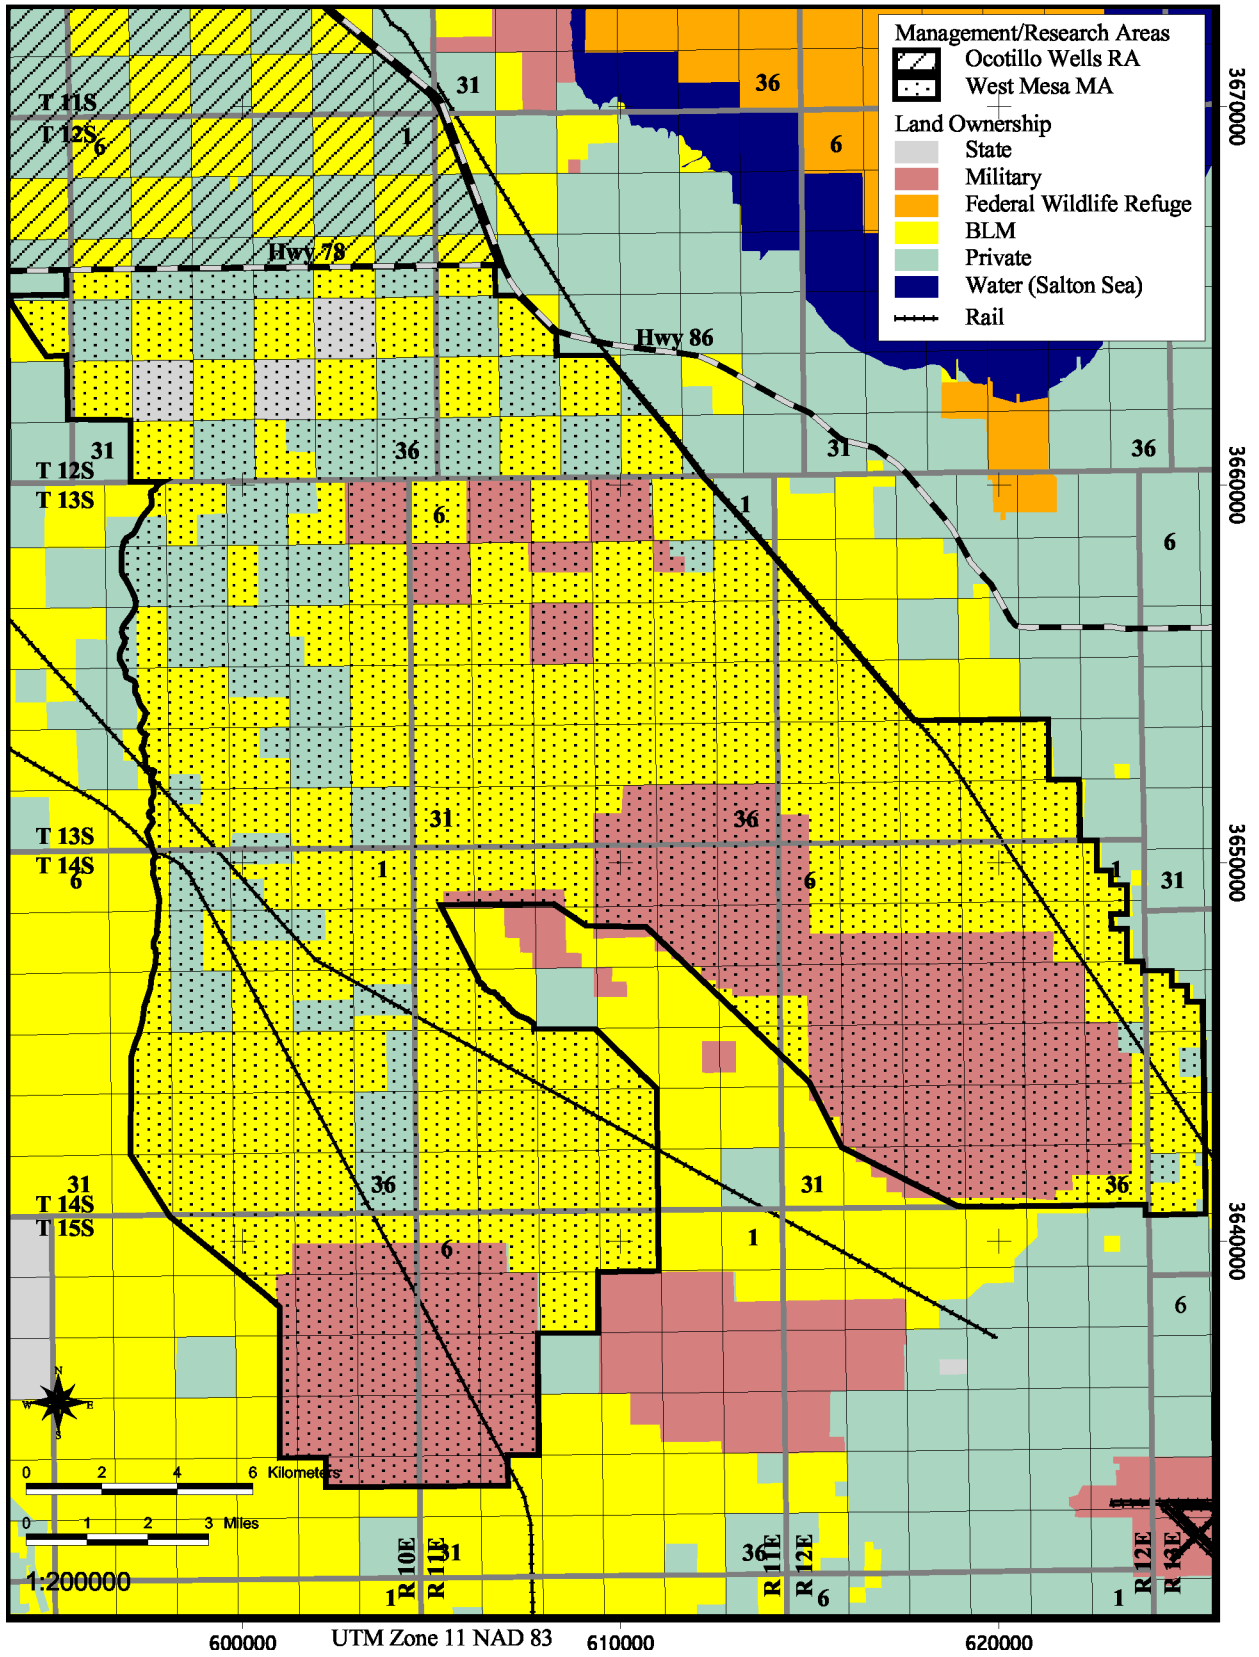 Management/Research Areas
Ocotillo Wells RA
West Mesa MA
Land Ownership
State
Military
Federal Wildlife Refuge
BLM
Private
Water (Salton Sea)
Rail
31
36
3670000
T 11S
T 12S
6
1
6
Hwy 78
Hwy 86
31
36
31
36
T 12S
T 13S
6
1
6
3660000
31
36
T 13S
T 14S
6
1
6
1
31
3650000
31
36
31
36
T 14S
T 15S
6
1
3640000
6
N
W E
S
0 2 4 6 Kilometers
0 1 2 3 Miles
1:200000
R 10E
R 11E
31
36
R 11E
R 12E
R 12E
R 13E
1
6
1
600000
UTM Zone 11 NAD 83
610000
620000